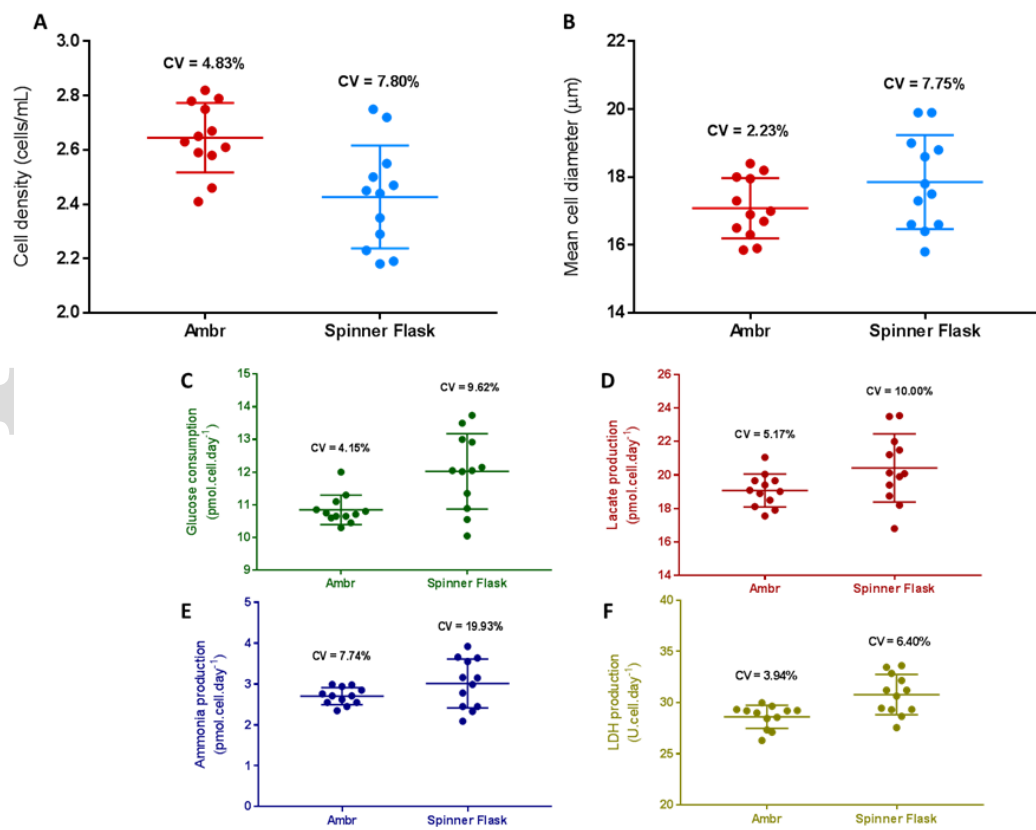 A
B
3.0
2.8
2.6
2.4
2.2
2.0
Cell density (cells/mL)
CV = 4.83%
CV = 7.80%
Ambr
Spinner Flask
22
20
18
16
14
Mean cell diameter (μm)
CV = 2.23%
CV = 7.75%
Ambr
Spinner Flask
C
15
14
13
12
11
10
9
Glucose consumption
(pmol.cell.day⁻¹)
CV = 4.15%
CV = 9.62%
Ambr
Spinner Flask
D
26
24
22
20
18
16
14
Lacate production
(pmol.cell.day⁻¹)
CV = 5.17%
CV = 10.00%
Ambr
Spinner Flask
E
5
4
3
2
1
0
Ammonia production
(pmol.cell.day⁻¹)
CV = 7.74%
CV = 19.93%
Ambr
Spinner Flask
F
40
35
30
25
20
LDH production
(U.cell.day⁻¹)
CV = 3.94%
CV = 6.40%
Ambr
Spinner Flask